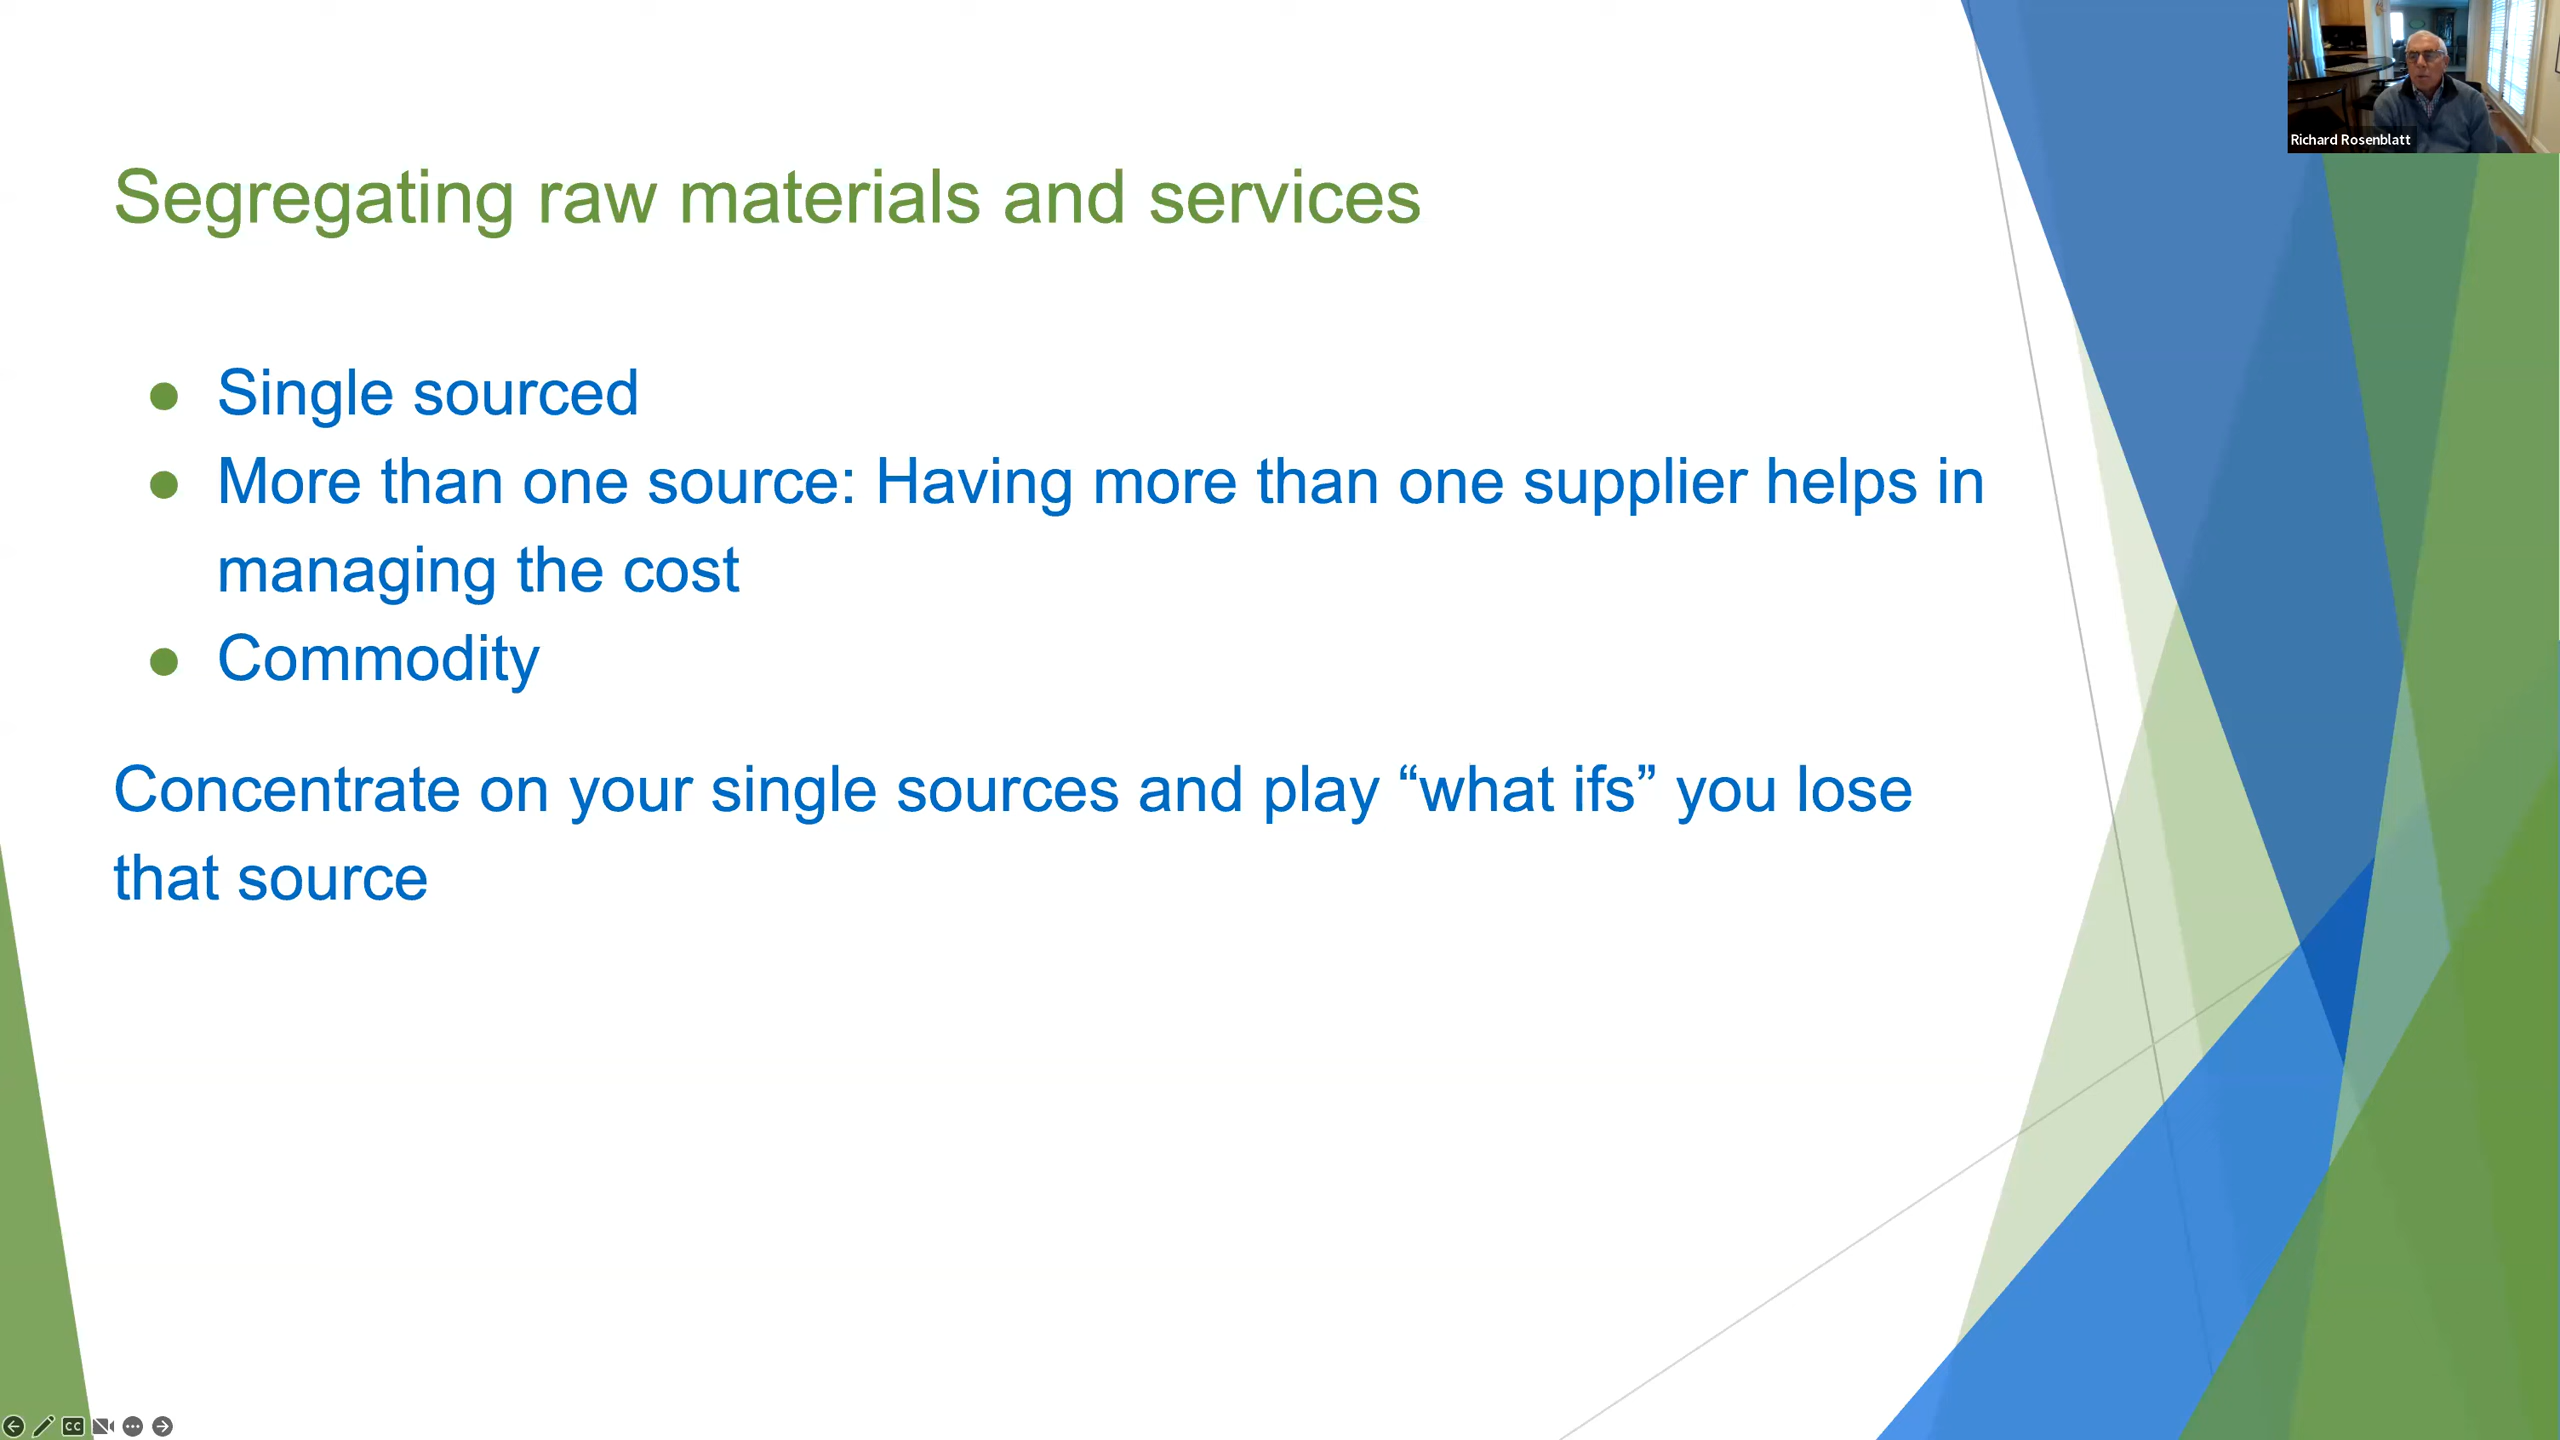 Richard Rosenblatt
Segregating raw materials and services
● Single sourced
● More than one source: Having more than one supplier helps in
managing the cost
● Commodity
Concentrate on your single sources and play “what ifs” you lose
that source
CC